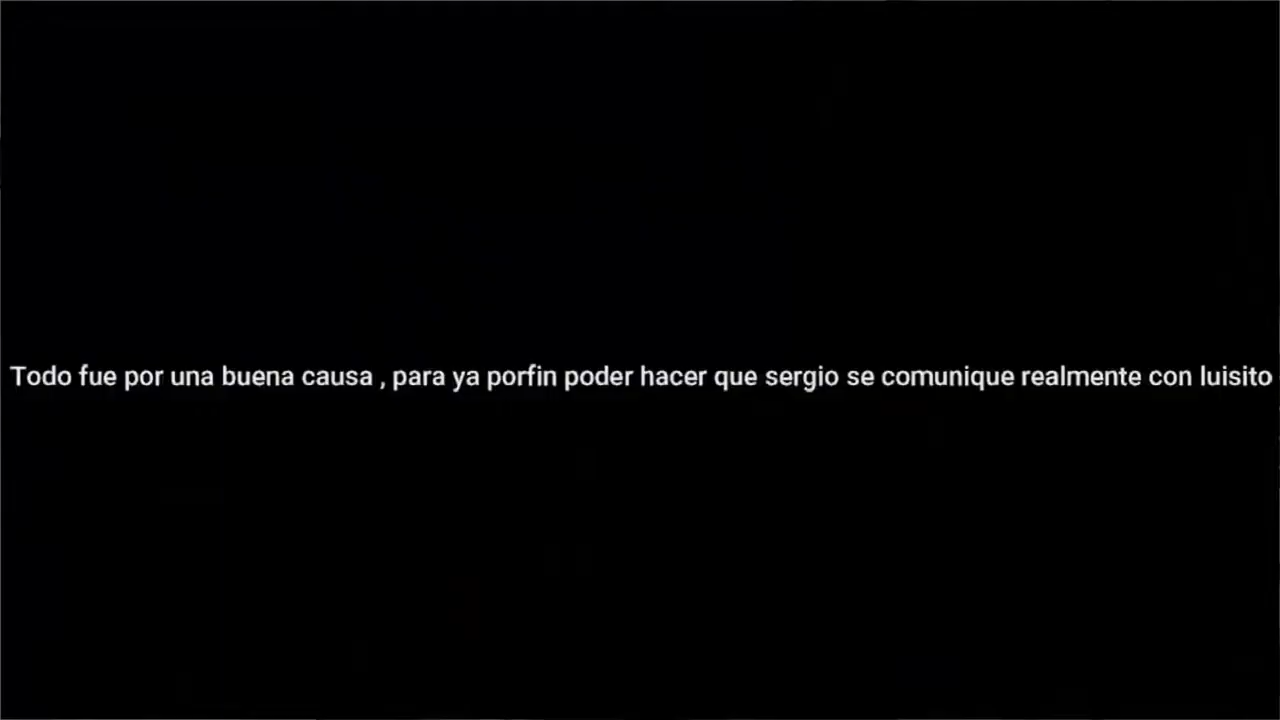 Todo fue por una buena causa , para ya porfin poder hacer que sergio se comunique realmente con luisito